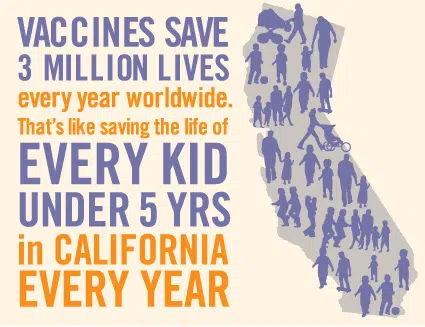 VACCINES SAVE
3 MILLION LIVES
every year worldwide.
That's like saving the life of
EVERY KID
UNDER 5 YRS
in CALIFORNIA
EVERY YEAR